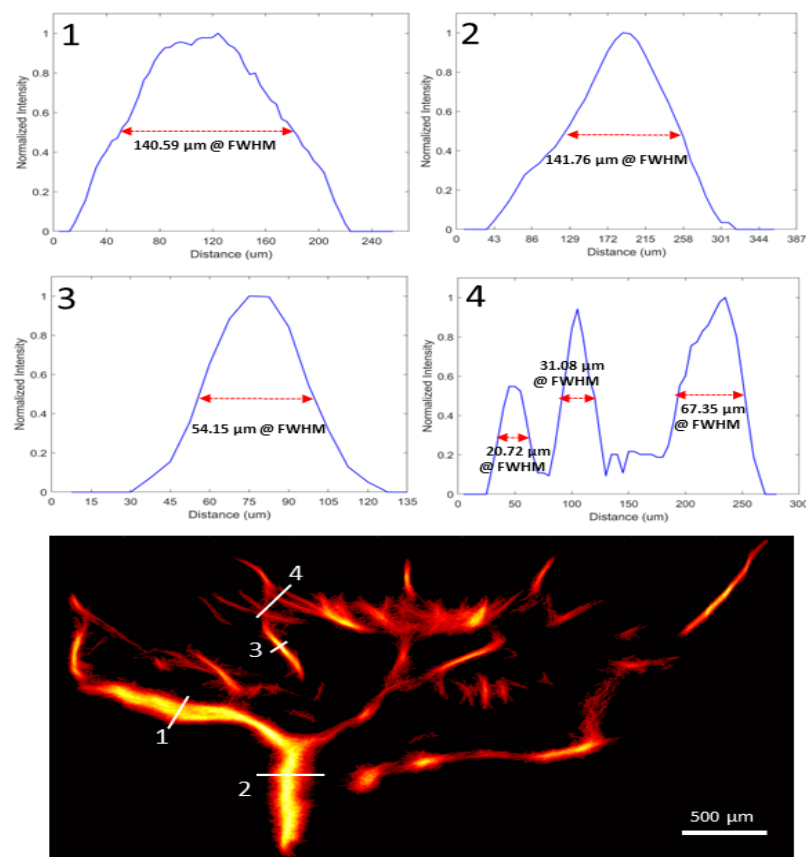 1
Normalized Intensity
1
0.8
0.6
0.4
0.2
0
140.59 µm @ FWHM
0 40 80 120 160 200 240
Distance (um)
2
Normalized Intensity
1
0.8
0.6
0.4
0.2
0
141.76 µm @ FWHM
43 86 129 172 215 258 301 344 387
Distance (um)
3
Normalized Intensity
1
0.8
0.6
0.4
0.2
0
54.15 µm @ FWHM
0 15 30 45 60 75 90 105 120 135
Distance (um)
4
Normalized Intensity
1
0.8
0.6
0.4
0.2
0
31.08 µm
@ FWHM
67.35 µm
@ FWHM
20.72 µm
@ FWHM
50 100 150 200 250 300
Distance (um)
4
3
1
2
500 µm